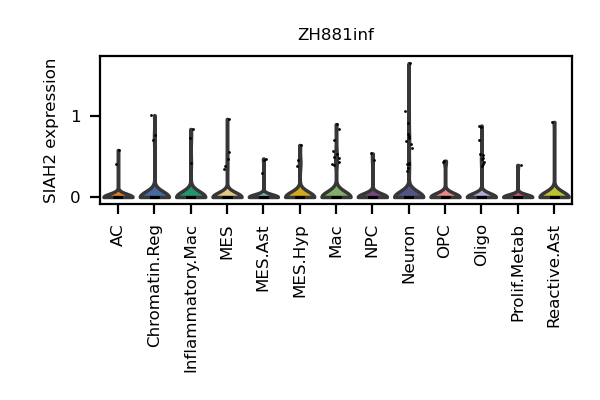 ZH881inf
SIAH2 expression
1
0
AC
Chromatin.Reg
Inflammatory.Mac
MES
MES.Ast
MES.Hyp
Mac
NPC
Neuron
OPC
Oligo
Prolif.Metab
Reactive.Ast